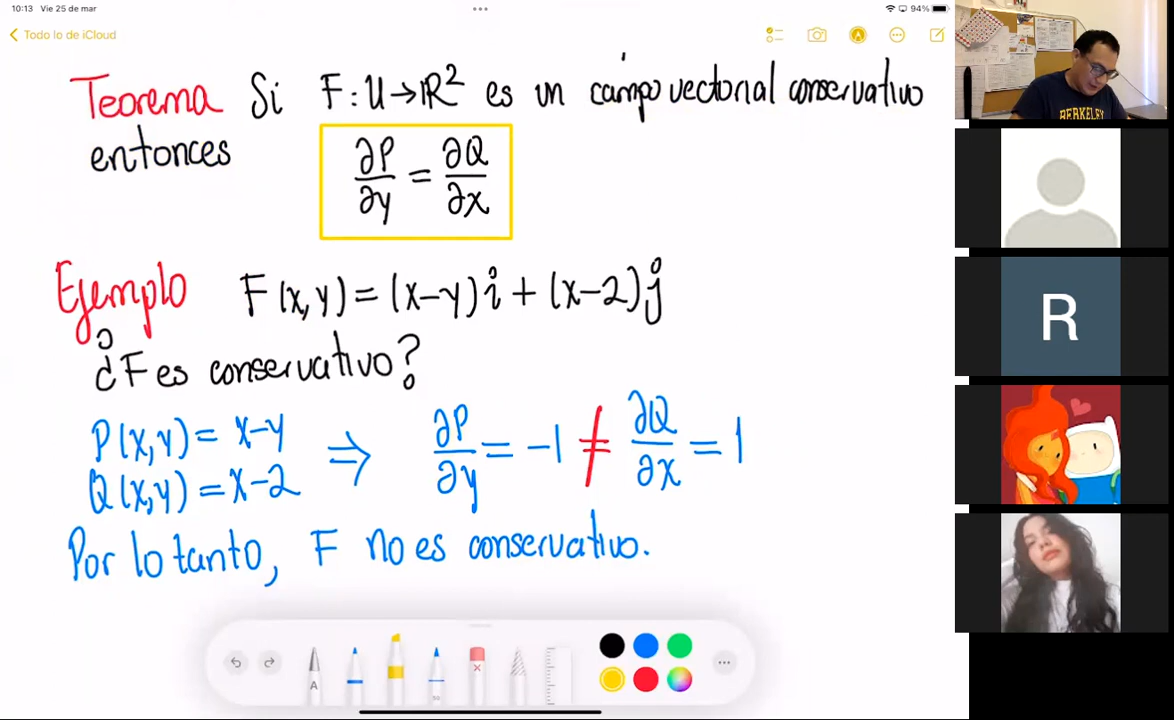 10:13 Vie 25 de mar
94%
Todo lo de iCloud
Teorema Si F : U → ℝ² es un campo vectorial conservativo
entonces
∂P/∂y = ∂Q/∂x
Ejemplo F(x,y) = (x-y)i + (x-2)j
¿F es conservativo?
P(x,y) = x-y
Q(x,y) = x-2
⇒ ∂P/∂y = -1 ≠ ∂Q/∂x = 1
Por lo tanto, F no es conservativo.
A
50
BERKELEY
R